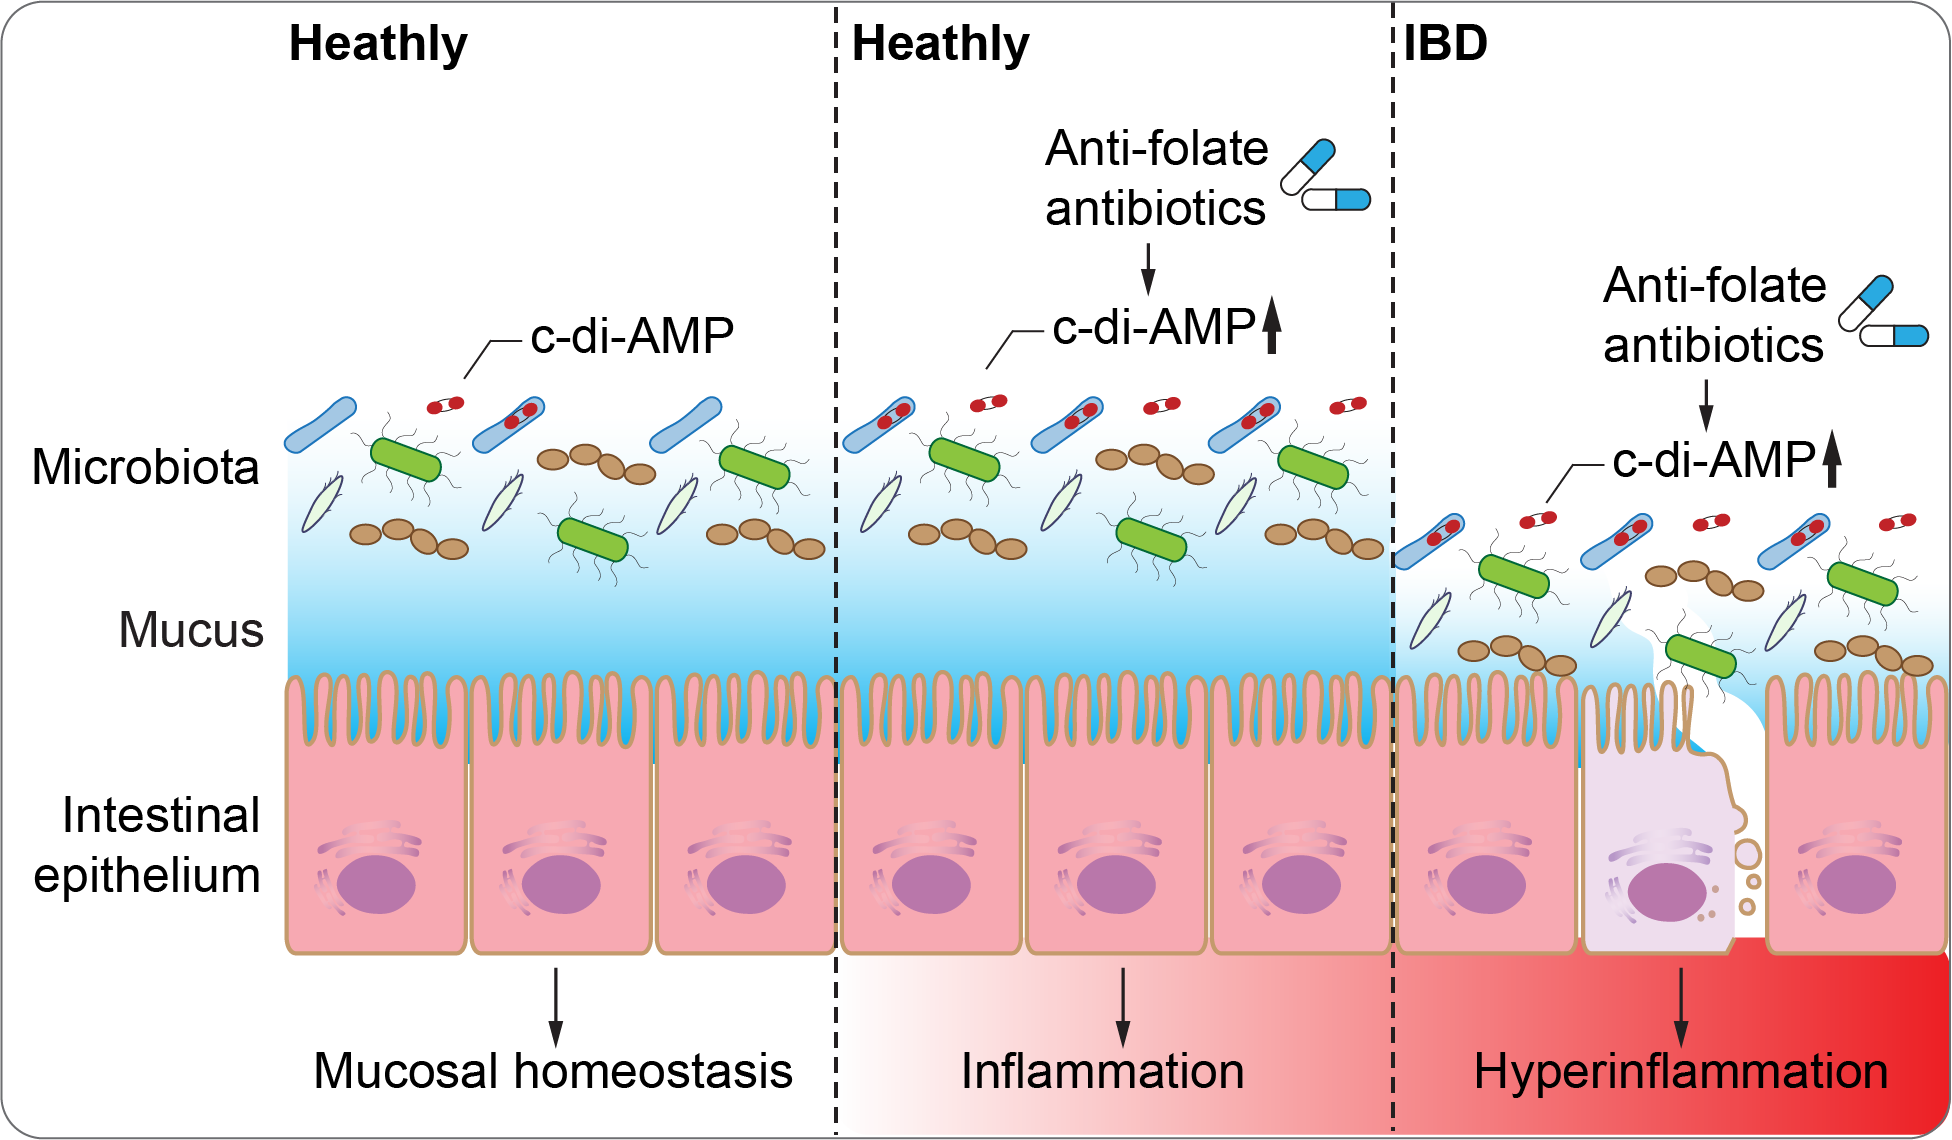 Heathly
Heathly
IBD
Anti-folate
antibiotics
c-di-AMP
c-di-AMP
Anti-folate
antibiotics
c-di-AMP
Microbiota
Mucus
Intestinal
epithelium
Mucosal homeostasis
Inflammation
Hyperinflammation